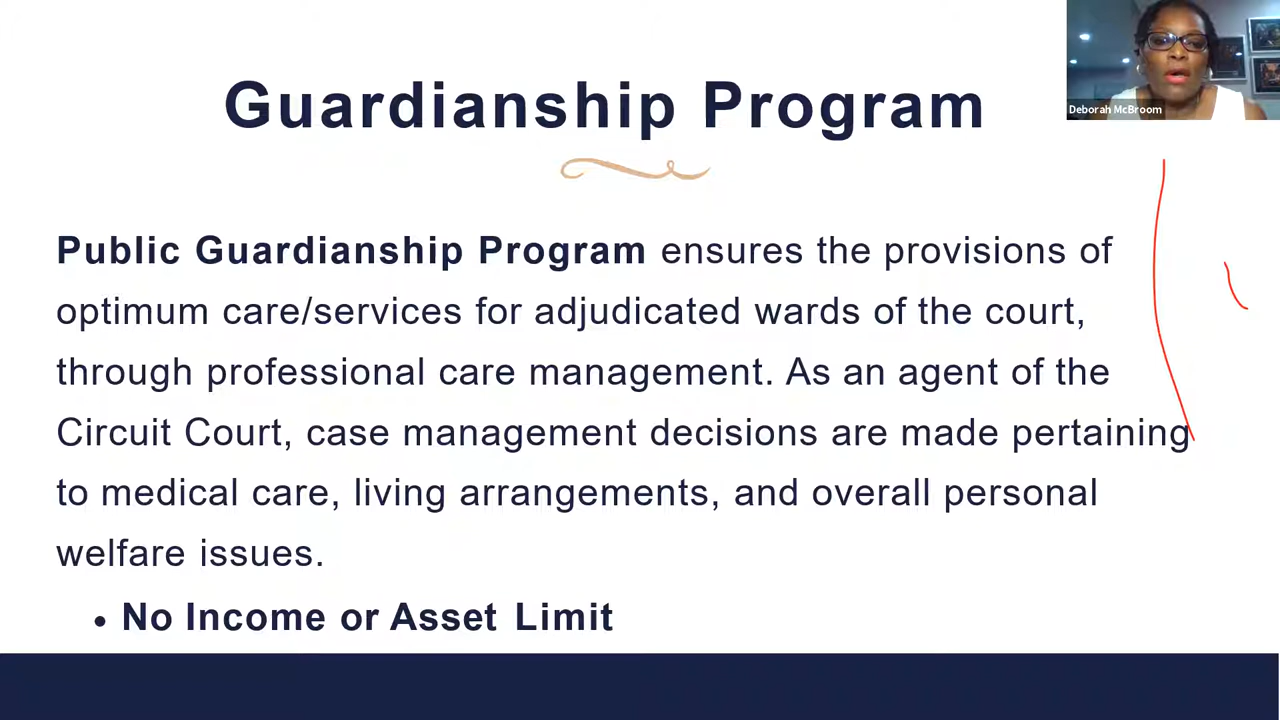 Guardianship Program
Deborah McBroom
Public Guardianship Program ensures the provisions of
optimum care/services for adjudicated wards of the court,
through professional care management. As an agent of the
Circuit Court, case management decisions are made pertaining
to medical care, living arrangements, and overall personal
welfare issues.
• No Income or Asset Limit